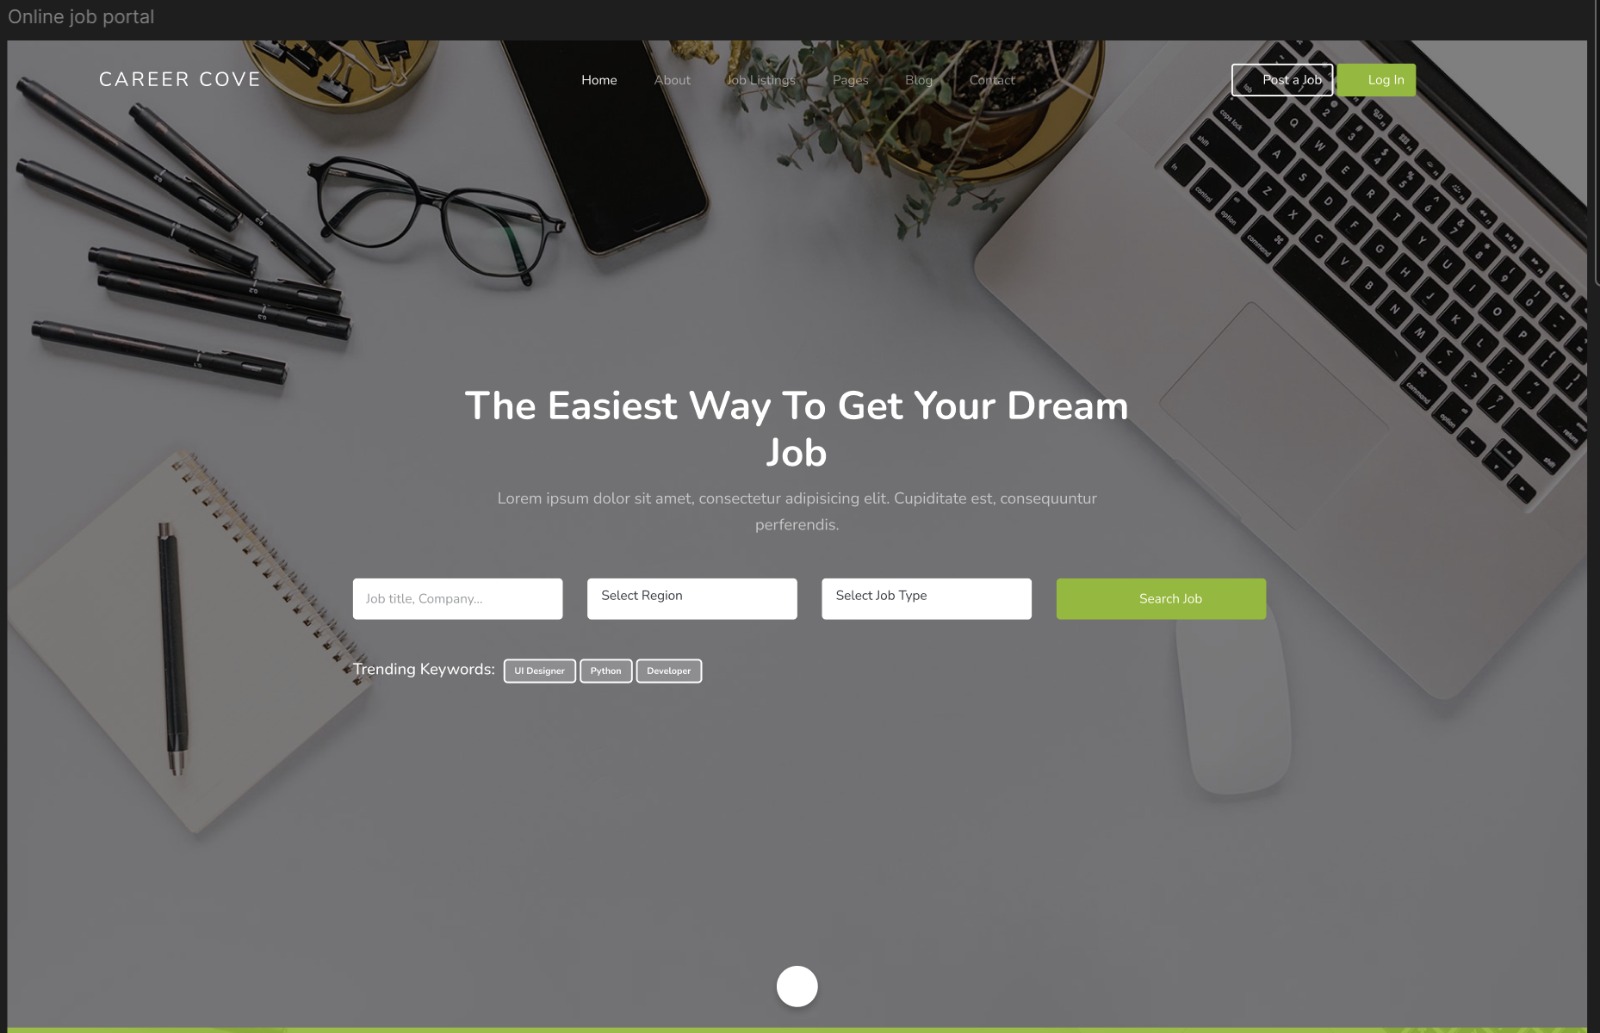 Online job portal
CAREER COVE
Home About Job Listings Pages Blog Contact
Post a Job Log In
The Easiest Way To Get Your Dream
Job
Lorem ipsum dolor sit amet, consectetur adipisicing elit. Cupiditate est, consequuntur
perferendis.
Job title, Company... Select Region Select Job Type Search Job
Trending Keywords: UI Designer Python Developer